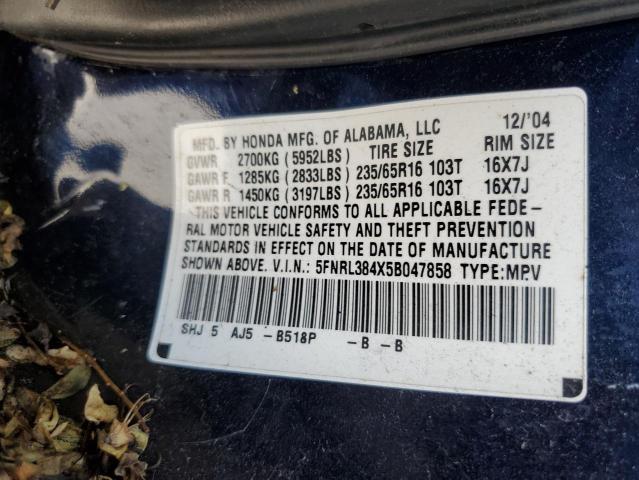 MFD. BY HONDA MFG. OF ALABAMA, LLC 12/'04
GVWR 2700KG (5952LBS) TIRE SIZE RIM SIZE
GAWR F 1285KG (2833LBS) 235/65R16 103T 16X7J
GAWR R 1450KG (3197LBS) 235/65R16 103T 16X7J
THIS VEHICLE CONFORMS TO ALL APPLICABLE FEDE-
RAL MOTOR VEHICLE SAFETY AND THEFT PREVENTION
STANDARDS IN EFFECT ON THE DATE OF MANUFACTURE
SHOWN ABOVE. V.I.N.: 5FNRL384X5B047858 TYPE:MPV
SHJ 5 AJ5 -B518P -B -B